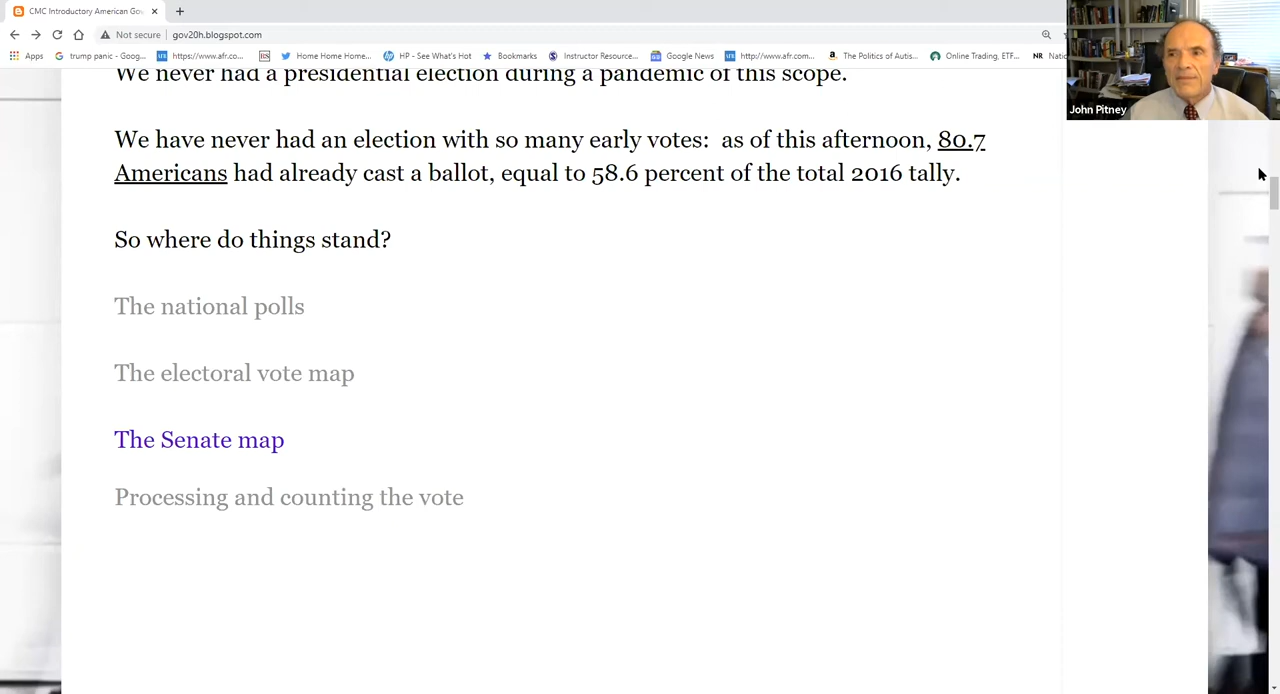 CMC Introductory American Gov
Not secure | gov20h.blogspot.com
Apps trump panic - Goog... https://www.afr.co... Home Home Home... HP - See What's Hot Bookmarks Instructor Resource... Google News http://www.afr.com... The Politics of Autis... Online Trading, ETF... NR Natio
John Pitney
We never had a presidential election during a pandemic of this scope.
We have never had an election with so many early votes: as of this afternoon, 80.7
Americans had already cast a ballot, equal to 58.6 percent of the total 2016 tally.
So where do things stand?
The national polls
The electoral vote map
The Senate map
Processing and counting the vote